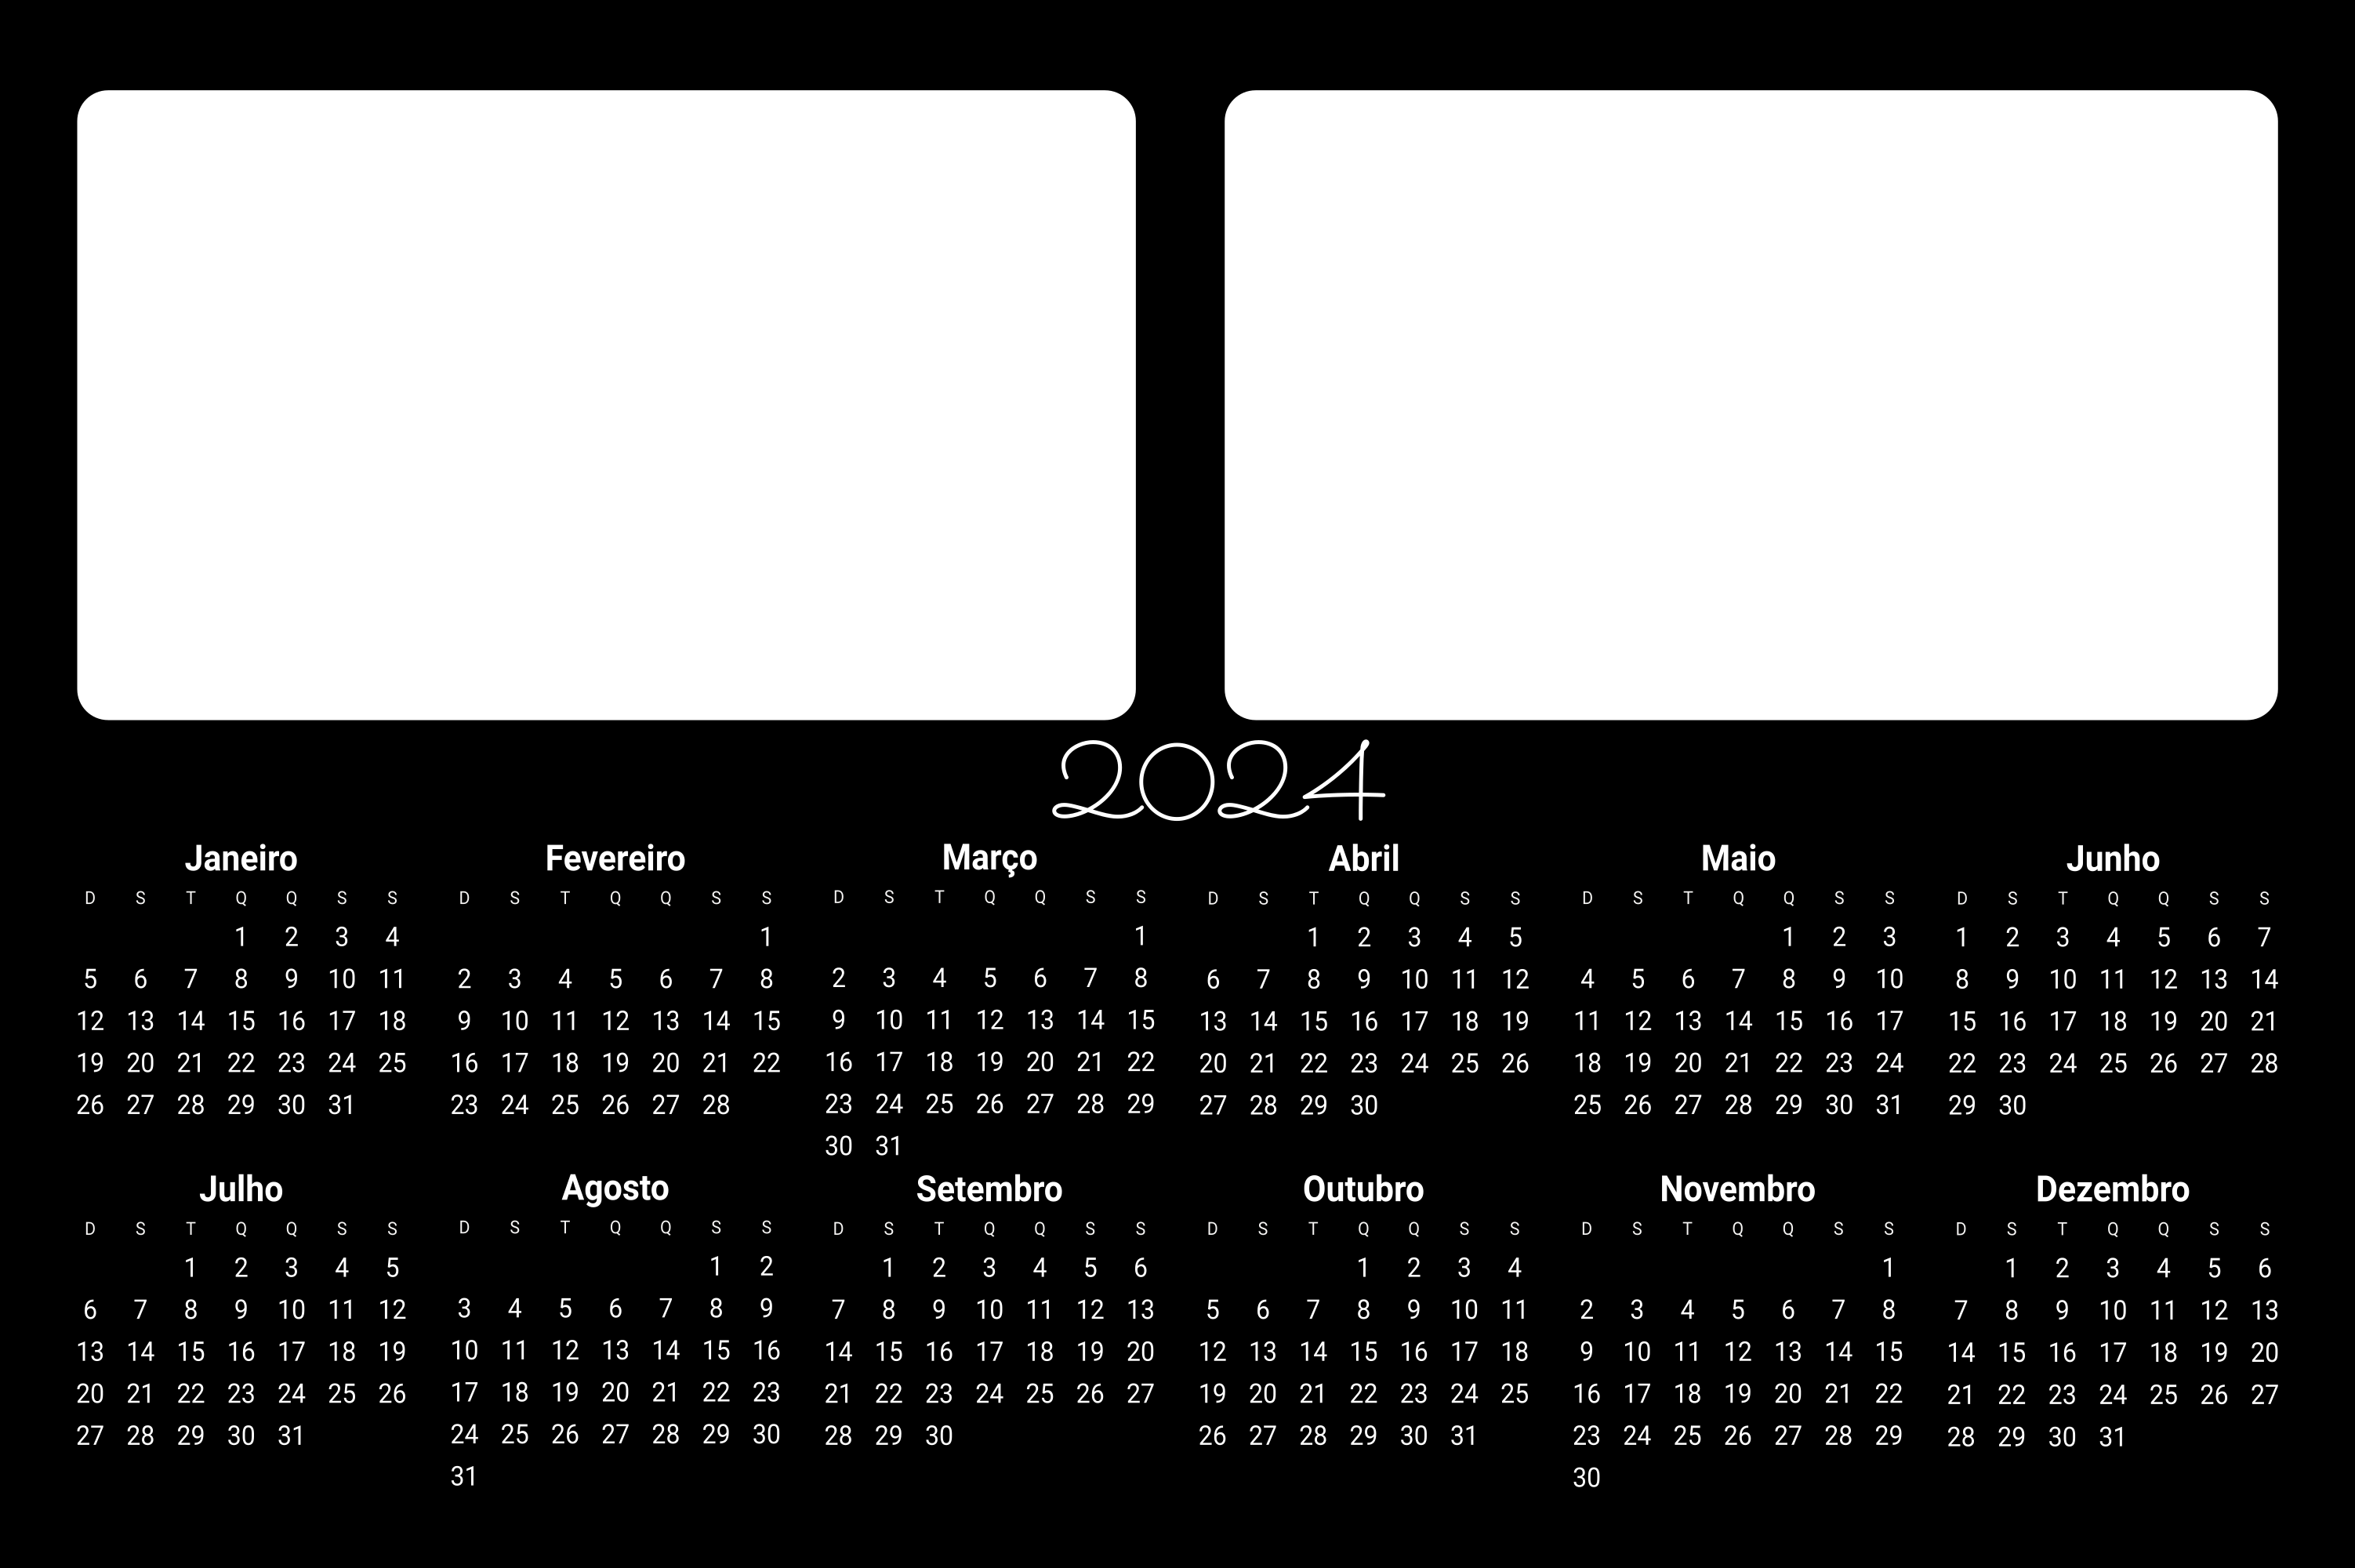 2024
Janeiro
D S T Q Q S S
1 2 3 4
5 6 7 8 9 10 11
12 13 14 15 16 17 18
19 20 21 22 23 24 25
26 27 28 29 30 31
Fevereiro
D S T Q Q S S
1
2 3 4 5 6 7 8
9 10 11 12 13 14 15
16 17 18 19 20 21 22
23 24 25 26 27 28
Março
D S T Q Q S S
1
2 3 4 5 6 7 8
9 10 11 12 13 14 15
16 17 18 19 20 21 22
23 24 25 26 27 28 29
30 31
Abril
D S T Q Q S S
1 2 3 4 5
6 7 8 9 10 11 12
13 14 15 16 17 18 19
20 21 22 23 24 25 26
27 28 29 30
Maio
D S T Q Q S S
1 2 3
4 5 6 7 8 9 10
11 12 13 14 15 16 17
18 19 20 21 22 23 24
25 26 27 28 29 30 31
Junho
D S T Q Q S S
1 2 3 4 5 6 7
8 9 10 11 12 13 14
15 16 17 18 19 20 21
22 23 24 25 26 27 28
29 30
Julho
D S T Q Q S S
1 2 3 4 5
6 7 8 9 10 11 12
13 14 15 16 17 18 19
20 21 22 23 24 25 26
27 28 29 30 31
Agosto
D S T Q Q S S
1 2
3 4 5 6 7 8 9
10 11 12 13 14 15 16
17 18 19 20 21 22 23
24 25 26 27 28 29 30
31
Setembro
D S T Q Q S S
1 2 3 4 5 6
7 8 9 10 11 12 13
14 15 16 17 18 19 20
21 22 23 24 25 26 27
28 29 30
Outubro
D S T Q Q S S
1 2 3 4
5 6 7 8 9 10 11
12 13 14 15 16 17 18
19 20 21 22 23 24 25
26 27 28 29 30 31
Novembro
D S T Q Q S S
1
2 3 4 5 6 7 8
9 10 11 12 13 14 15
16 17 18 19 20 21 22
23 24 25 26 27 28 29
30
Dezembro
D S T Q Q S S
1 2 3 4 5 6
7 8 9 10 11 12 13
14 15 16 17 18 19 20
21 22 23 24 25 26 27
28 29 30 31